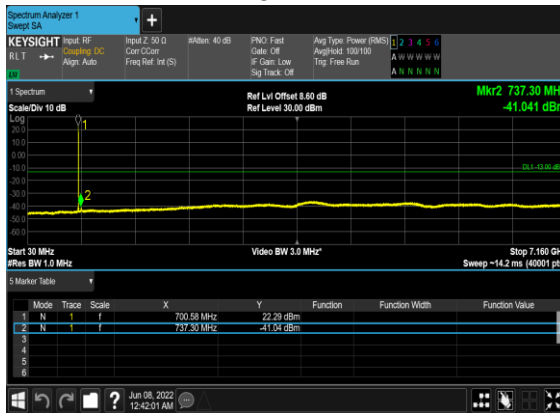 Spectrum Analyzer 1
Swept SA
KEYSIGHT Input: RF Input Z: 50 Ω #Atten: 40 dB PNO: Fast Avg Type: Power (RMS) 1 2 3 4 5 6
R L T Coupling: DC Corr CCorr Gate: Off Avg|Hold: 100/100 A W W W W W
Align: Auto Freq Ref: Int (S) IF Gain: Low Trig: Free Run
Sig Track: Off A N N N N N
1 Spectrum
Ref Lvl Offset 8.60 dB Mkr2 737.30 MH
Scale/Div 10 dB Ref Level 30.00 dBm -41.041 dB
Log
1
20.0
10.0
0.00
-10.0
DL1 -13.00 dB
-20.0
-30.0
2
-40.0
-50.0
-60.0
Start 30 MHz Video BW 3.0 MHz* Stop 7.160 GH
#Res BW 1.0 MHz Sweep ~14.2 ms (40001 pt
5 Marker Table
Mode Trace Scale X Y Function Function Width Function Value
1 N 1 f 700.58 MHz 22.29 dBm
2 N 1 f 737.30 MHz -41.04 dBm
3
4
5
6
? Jun 08, 2022
12:42:01 AM